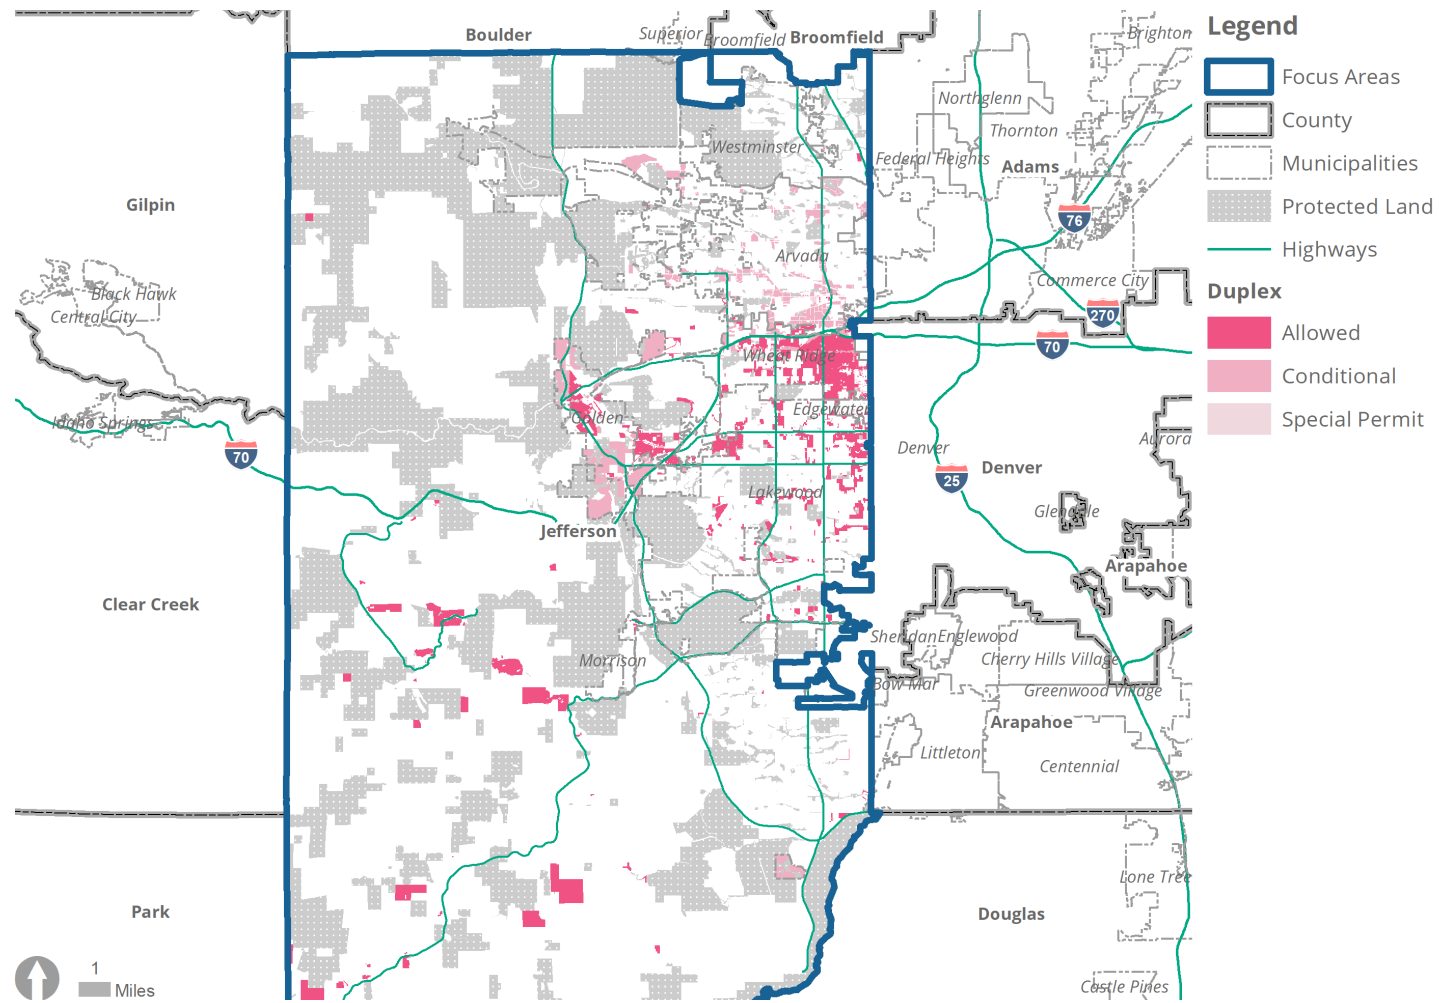 Boulder
Superior
Broomfield
Broomfield
Brighton
Northglenn
Thornton
Westminster
Federal Heights
Adams
Gilpin
76
Arvada
Black Hawk
Central City
Commerce City
270
70
Wheat Ridge
Idaho Springs
Golden
Edgewater
70
Denver
Denver
Aurora
25
Lakewood
Glendale
Jefferson
Arapahoe
Clear Creek
Sheridan
Englewood
Cherry Hills Village
Morrison
Bow Mar
Greenwood Village
Arapahoe
Littleton
Centennial
Lone Tree
Park
Douglas
Castle Pines
1
Miles
Legend
Focus Areas
County
Municipalities
Protected Land
Highways
Duplex
Allowed
Conditional
Special Permit